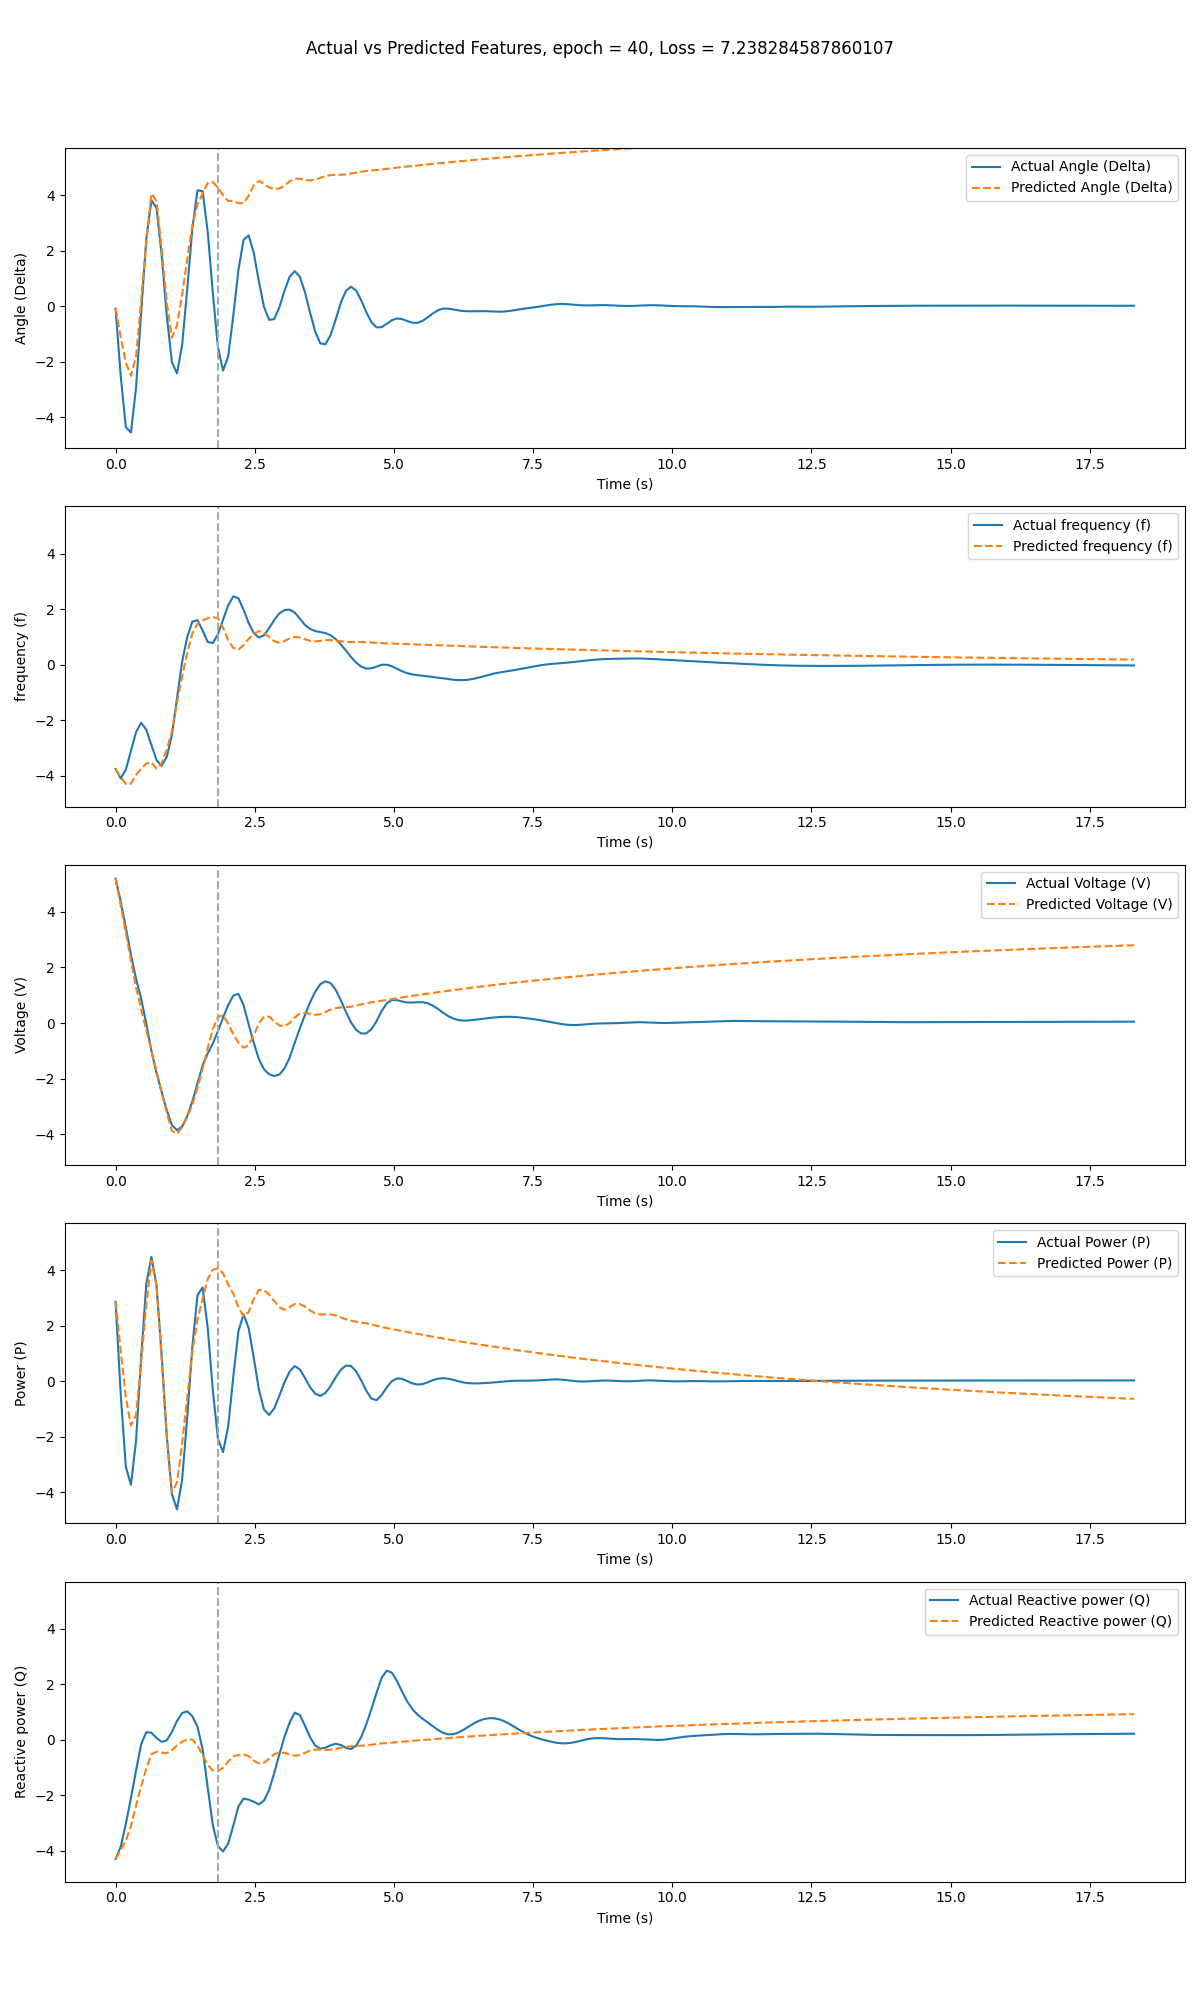 Actual vs Predicted Features, epoch = 40, Loss = 7.238284587860107
Actual Angle (Delta)
Predicted Angle (Delta)
Angle (Delta)
4
2
0
−2
−4
0.0 2.5 5.0 7.5 10.0 12.5 15.0 17.5
Time (s)
Actual frequency (f)
Predicted frequency (f)
frequency (f)
4
2
0
−2
−4
0.0 2.5 5.0 7.5 10.0 12.5 15.0 17.5
Time (s)
Actual Voltage (V)
Predicted Voltage (V)
Voltage (V)
4
2
0
−2
−4
0.0 2.5 5.0 7.5 10.0 12.5 15.0 17.5
Time (s)
Actual Power (P)
Predicted Power (P)
Power (P)
4
2
0
−2
−4
0.0 2.5 5.0 7.5 10.0 12.5 15.0 17.5
Time (s)
Actual Reactive power (Q)
Predicted Reactive power (Q)
Reactive power (Q)
4
2
0
−2
−4
0.0 2.5 5.0 7.5 10.0 12.5 15.0 17.5
Time (s)